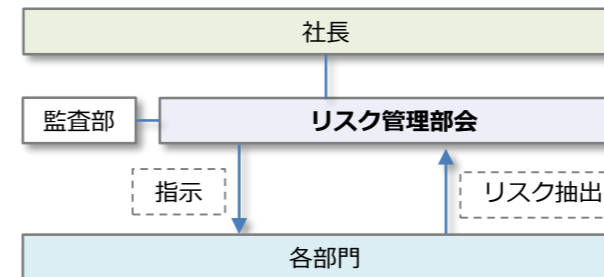 社長
監査部
リスク管理部会
指示
リスク抽出
各部門